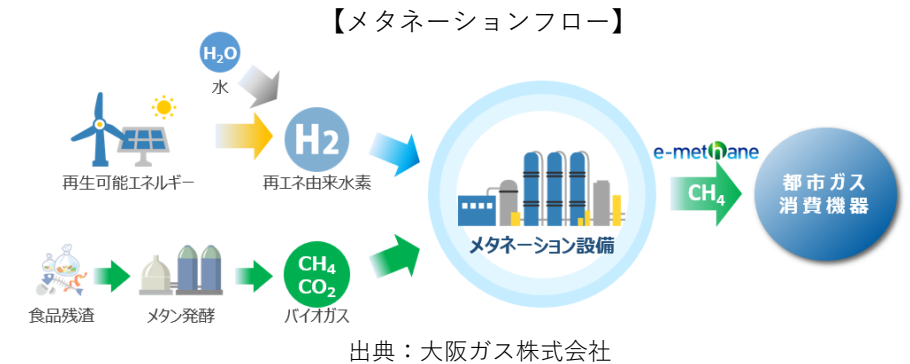 【メタネーションフロー】
H2O
水
再生可能エネルギー
H2
再エネ由来水素
食品残渣
メタン発酵
CH4
CO2
バイオガス
メタネーション設備
e-methane
CH4
都市ガス
消費機器
出典：大阪ガス株式会社